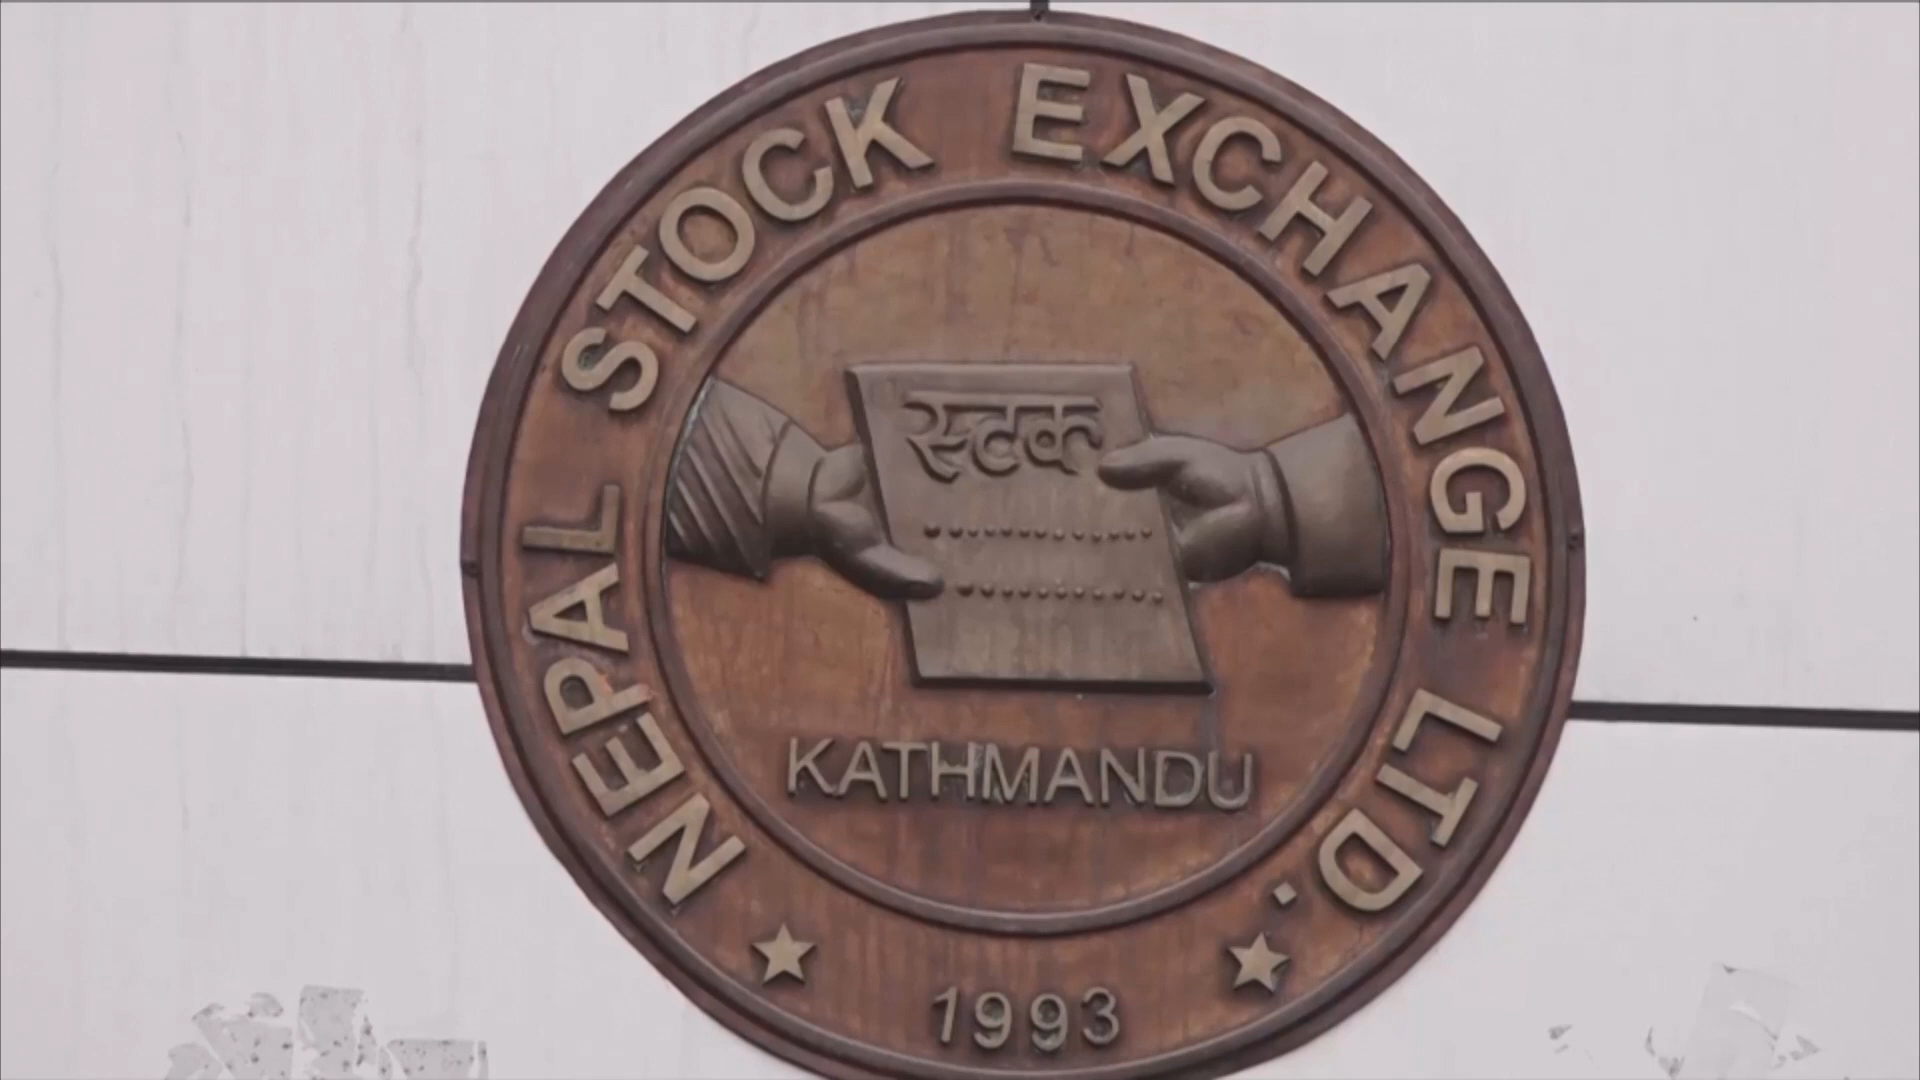 NEPAL STOCK EXCHANGE LTD.
स्टक
KATHMANDU
1993